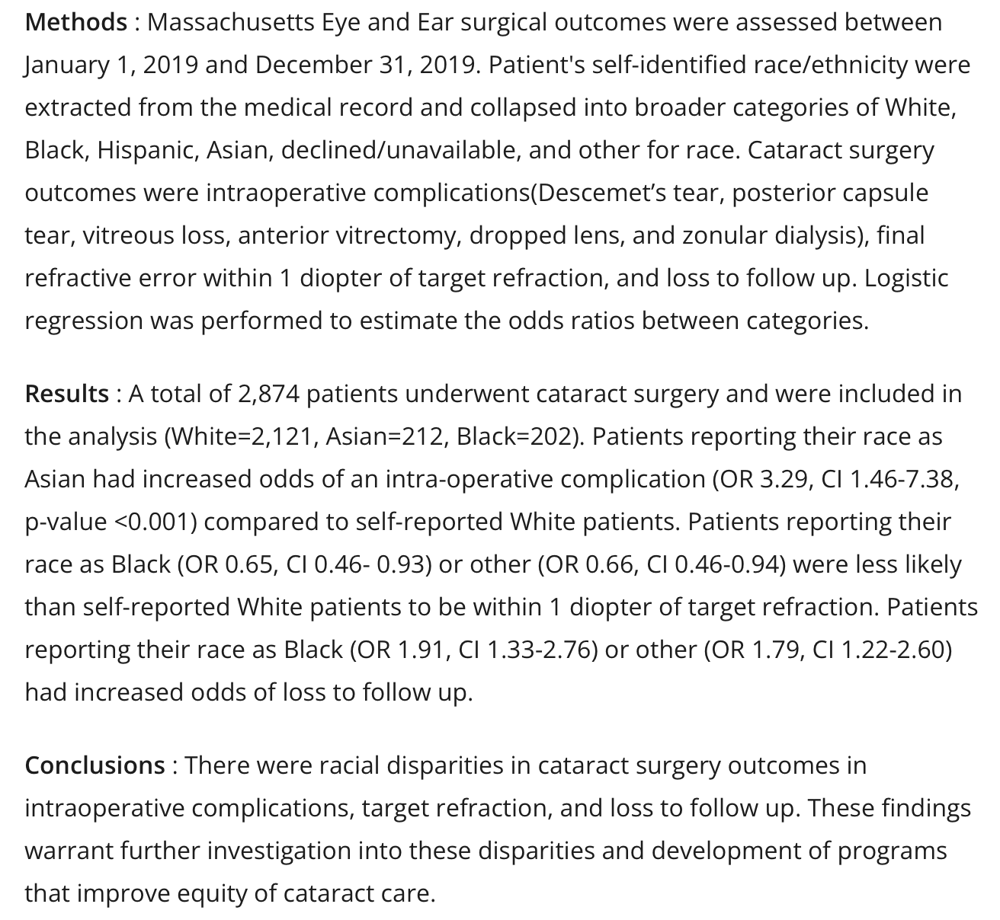 Methods : Massachusetts Eye and Ear surgical outcomes were assessed between
January 1, 2019 and December 31, 2019. Patient's self-identified race/ethnicity were
extracted from the medical record and collapsed into broader categories of White,
Black, Hispanic, Asian, declined/unavailable, and other for race. Cataract surgery
outcomes were intraoperative complications(Descemet’s tear, posterior capsule
tear, vitreous loss, anterior vitrectomy, dropped lens, and zonular dialysis), final
refractive error within 1 diopter of target refraction, and loss to follow up. Logistic
regression was performed to estimate the odds ratios between categories.
Results : A total of 2,874 patients underwent cataract surgery and were included in
the analysis (White=2,121, Asian=212, Black=202). Patients reporting their race as
Asian had increased odds of an intra-operative complication (OR 3.29, CI 1.46-7.38,
p-value <0.001) compared to self-reported White patients. Patients reporting their
race as Black (OR 0.65, CI 0.46- 0.93) or other (OR 0.66, CI 0.46-0.94) were less likely
than self-reported White patients to be within 1 diopter of target refraction. Patients
reporting their race as Black (OR 1.91, CI 1.33-2.76) or other (OR 1.79, CI 1.22-2.60)
had increased odds of loss to follow up.
Conclusions : There were racial disparities in cataract surgery outcomes in
intraoperative complications, target refraction, and loss to follow up. These findings
warrant further investigation into these disparities and development of programs
that improve equity of cataract care.